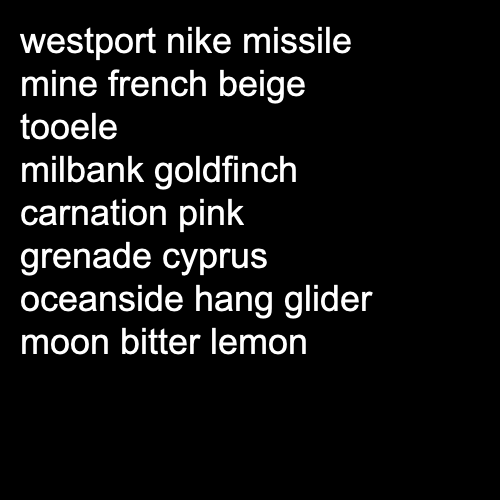 westport nike missile
mine french beige
tooele
milbank goldfinch
carnation pink
grenade cyprus
oceanside hang glider
moon bitter lemon